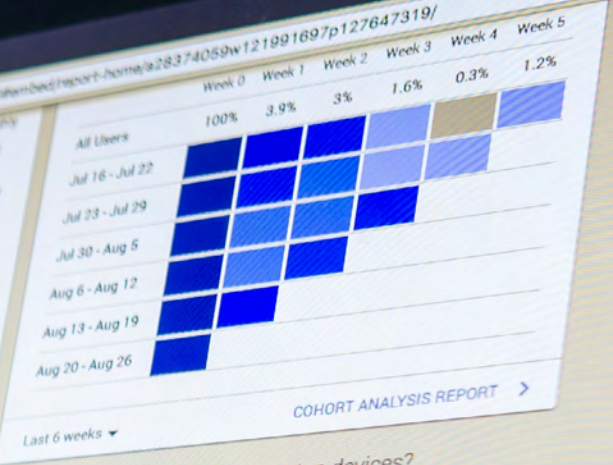 embed/report-home/a28374059w121991697p127647319/
Week 0 Week 1 Week 2 Week 3 Week 4 Week 5
All Users 100% 3.9% 3% 1.6% 0.3% 1.2%
Jul 16 - Jul 22
Jul 23 - Jul 29
Jul 30 - Aug 5
Aug 6 - Aug 12
Aug 13 - Aug 19
Aug 20 - Aug 26
Last 6 weeks
COHORT ANALYSIS REPORT
devices?